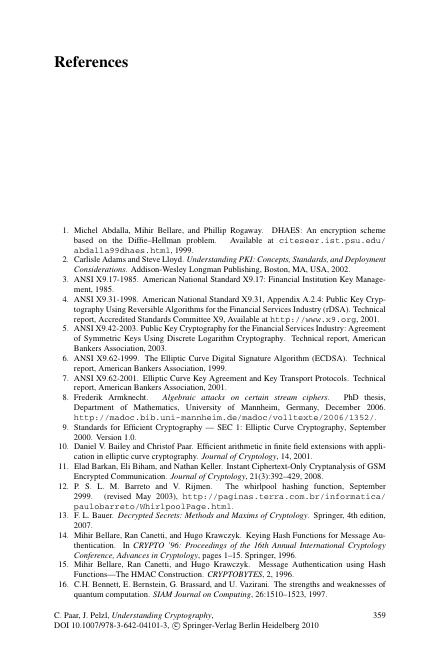 References
1. Michel Abdalla, Mihir Bellare, and Phillip Rogaway. DHAES: An encryption scheme
based on the Diffie–Hellman problem. Available at citeseer.ist.psu.edu/
abdalla99dhaes.html, 1999.
2. Carlisle Adams and Steve Lloyd. Understanding PKI: Concepts, Standards, and Deployment
Considerations. Addison-Wesley Longman Publishing, Boston, MA, USA, 2002.
3. ANSI X9.17-1985. American National Standard X9.17: Financial Institution Key Manage-
ment, 1985.
4. ANSI X9.31-1998. American National Standard X9.31, Appendix A.2.4: Public Key Cryp-
tography Using Reversible Algorithms for the Financial Services Industry (rDSA). Technical
report, Accredited Standards Committee X9, Available at http://www.x9.org, 2001.
5. ANSI X9.42-2003. Public Key Cryptography for the Financial Services Industry: Agreement
of Symmetric Keys Using Discrete Logarithm Cryptography. Technical report, American
Bankers Association, 2003.
6. ANSI X9.62-1999. The Elliptic Curve Digital Signature Algorithm (ECDSA). Technical
report, American Bankers Association, 1999.
7. ANSI X9.62-2001. Elliptic Curve Key Agreement and Key Transport Protocols. Technical
report, American Bankers Association, 2001.
8. Frederik Armknecht. Algebraic attacks on certain stream ciphers. PhD thesis,
Department of Mathematics, University of Mannheim, Germany, December 2006.
http://madoc.bib.uni-mannheim.de/madoc/volltexte/2006/1352/.
9. Standards for Efficient Cryptography — SEC 1: Elliptic Curve Cryptography, September
2000. Version 1.0.
10. Daniel V. Bailey and Christof Paar. Efficient arithmetic in finite field extensions with appli-
cation in elliptic curve cryptography. Journal of Cryptology, 14, 2001.
11. Elad Barkan, Eli Biham, and Nathan Keller. Instant Ciphertext-Only Cryptanalysis of GSM
Encrypted Communication. Journal of Cryptology, 21(3):392–429, 2008.
12. P. S. L. M. Barreto and V. Rijmen. The whirlpool hashing function, September
2999. (revised May 2003), http://paginas.terra.com.br/informatica/
paulobarreto/WhirlpoolPage.html.
13. F. L. Bauer. Decrypted Secrets: Methods and Maxims of Cryptology. Springer, 4th edition,
2007.
14. Mihir Bellare, Ran Canetti, and Hugo Krawczyk. Keying Hash Functions for Message Au-
thentication. In CRYPTO '96: Proceedings of the 16th Annual International Cryptology
Conference, Advances in Cryptology, pages 1–15. Springer, 1996.
15. Mihir Bellare, Ran Canetti, and Hugo Krawczyk. Message Authentication using Hash
Functions—The HMAC Construction. CRYPTOBYTES, 2, 1996.
16. C.H. Bennett, E. Bernstein, G. Brassard, and U. Vazirani. The strengths and weaknesses of
quantum computation. SIAM Journal on Computing, 26:1510–1523, 1997.
C. Paar, J. Pelzl, Understanding Cryptography, 359
DOI 10.1007/978-3-642-04101-3, © Springer-Verlag Berlin Heidelberg 2010